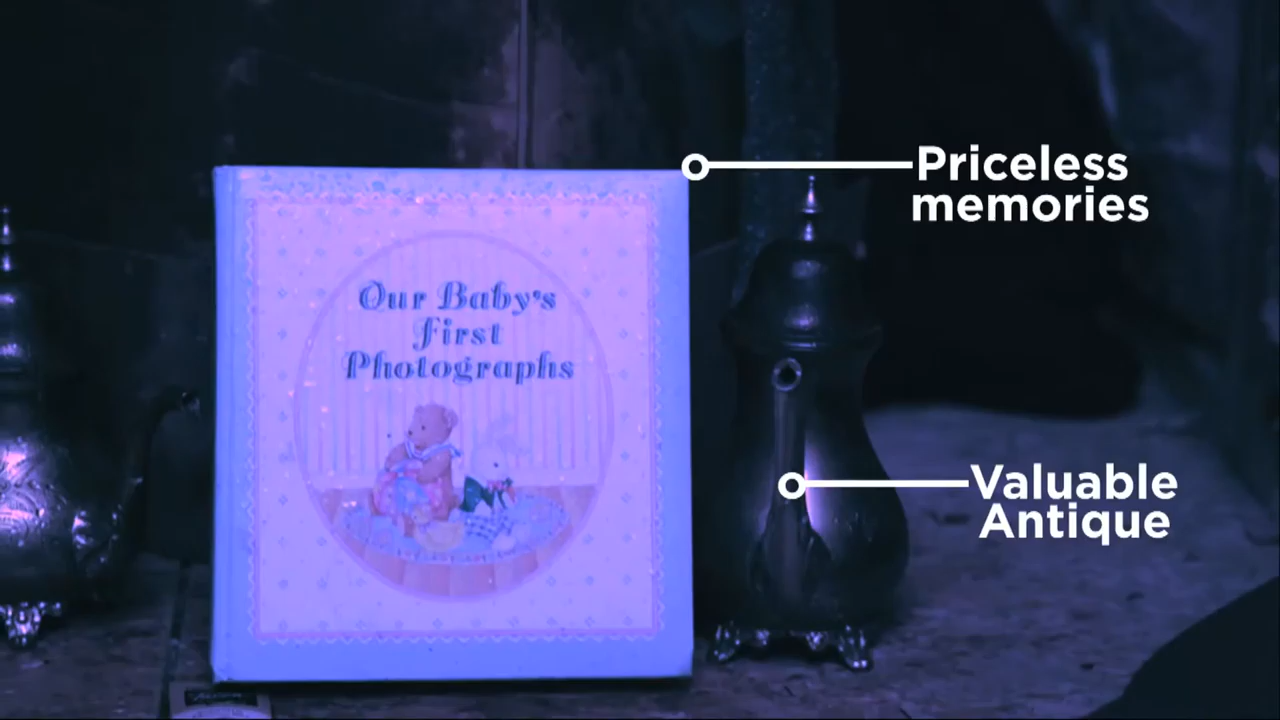 Priceless
memories
Our Baby's
First
Photographs
Valuable
Antique